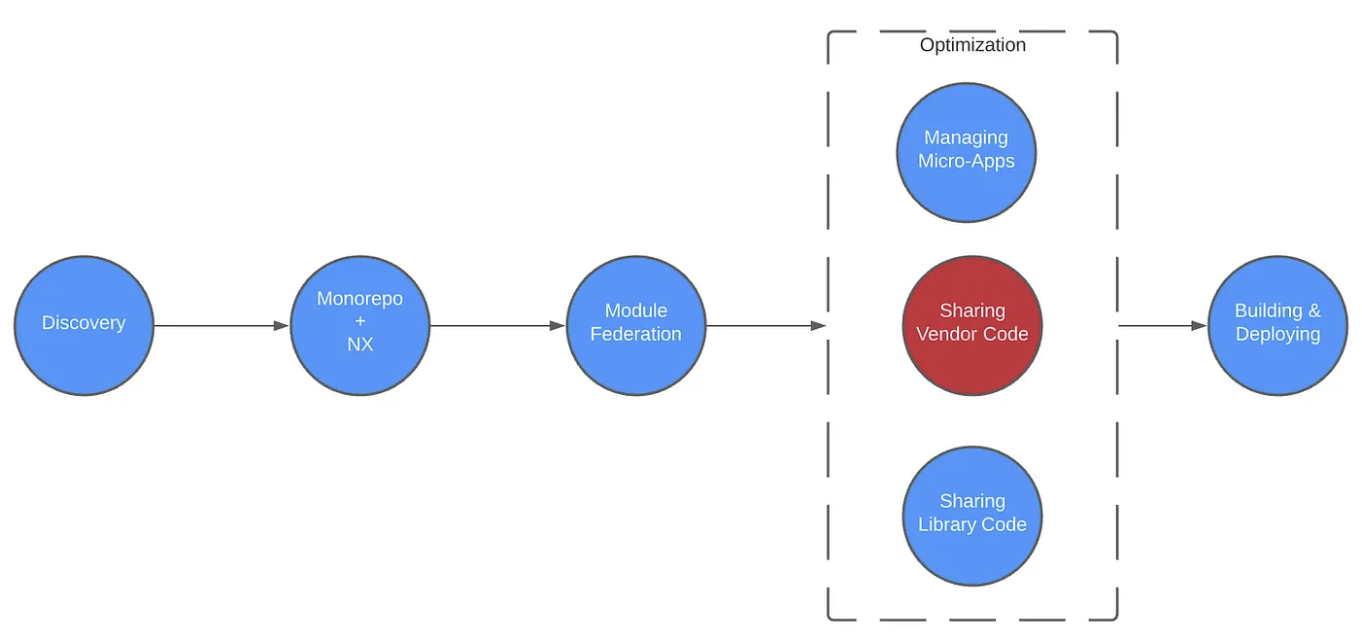 Discovery
Monorepo
+
NX
Module
Federation
Optimization
Managing
Micro-Apps
Sharing
Vendor Code
Sharing
Library Code
Building &
Deploying